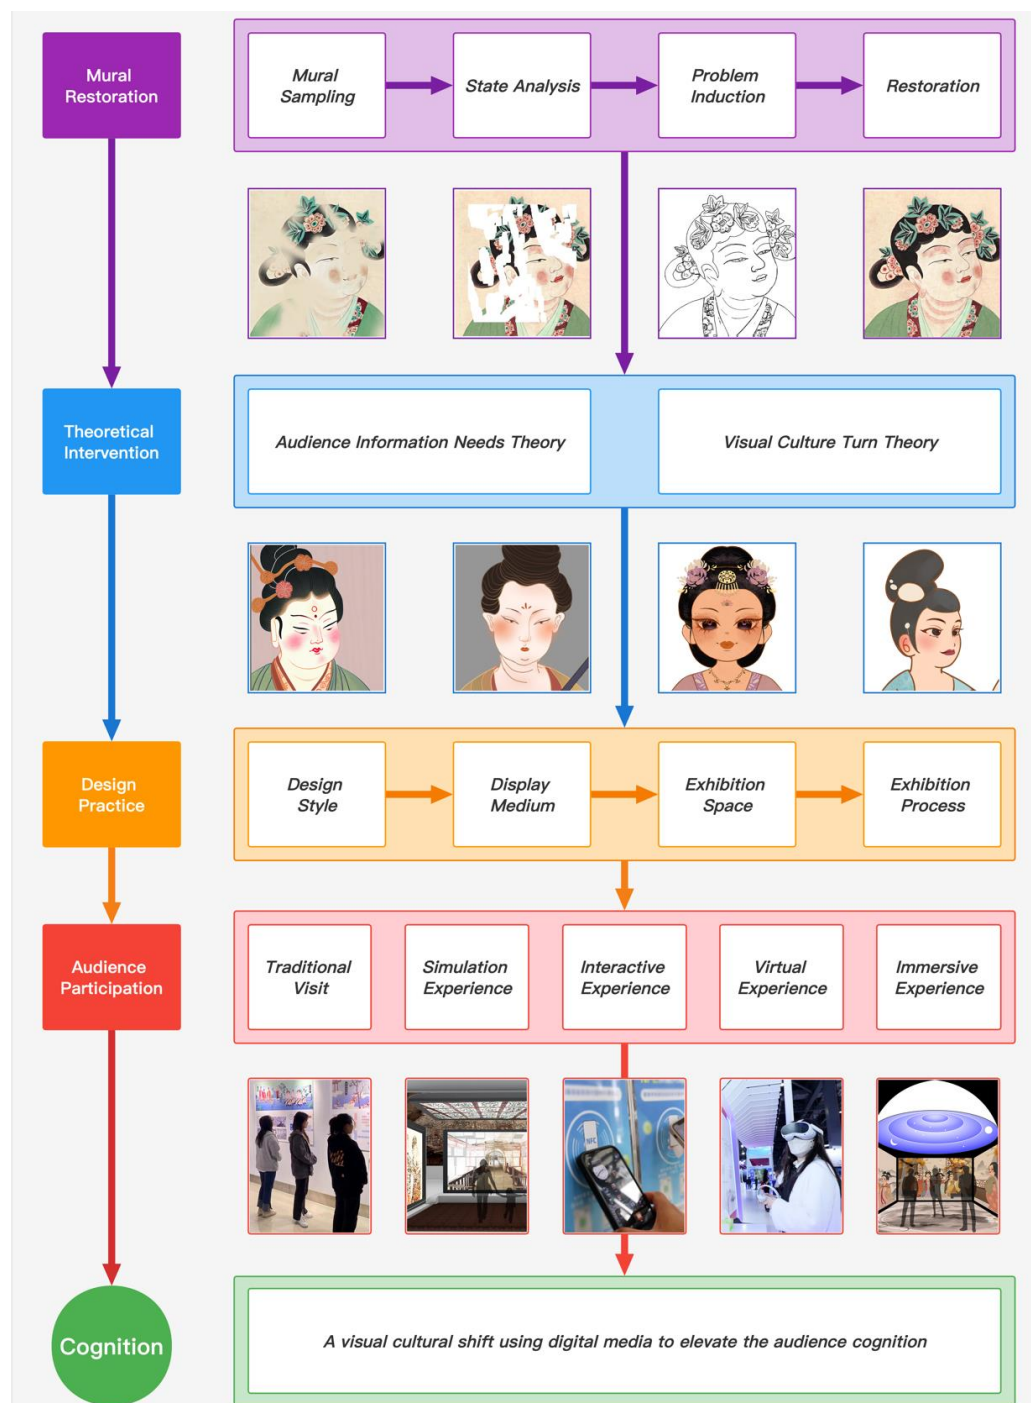 Mural
Restoration
Mural
Sampling
State Analysis
Problem
Induction
Restoration
Theoretical
Intervention
Audience Information Needs Theory
Visual Culture Turn Theory
Design
Practice
Design
Style
Display
Medium
Exhibition
Space
Exhibition
Process
Audience
Participation
Traditional
Visit
Simulation
Experience
Interactive
Experience
Virtual
Experience
Immersive
Experience
Cognition
A visual cultural shift using digital media to elevate the audience cognition